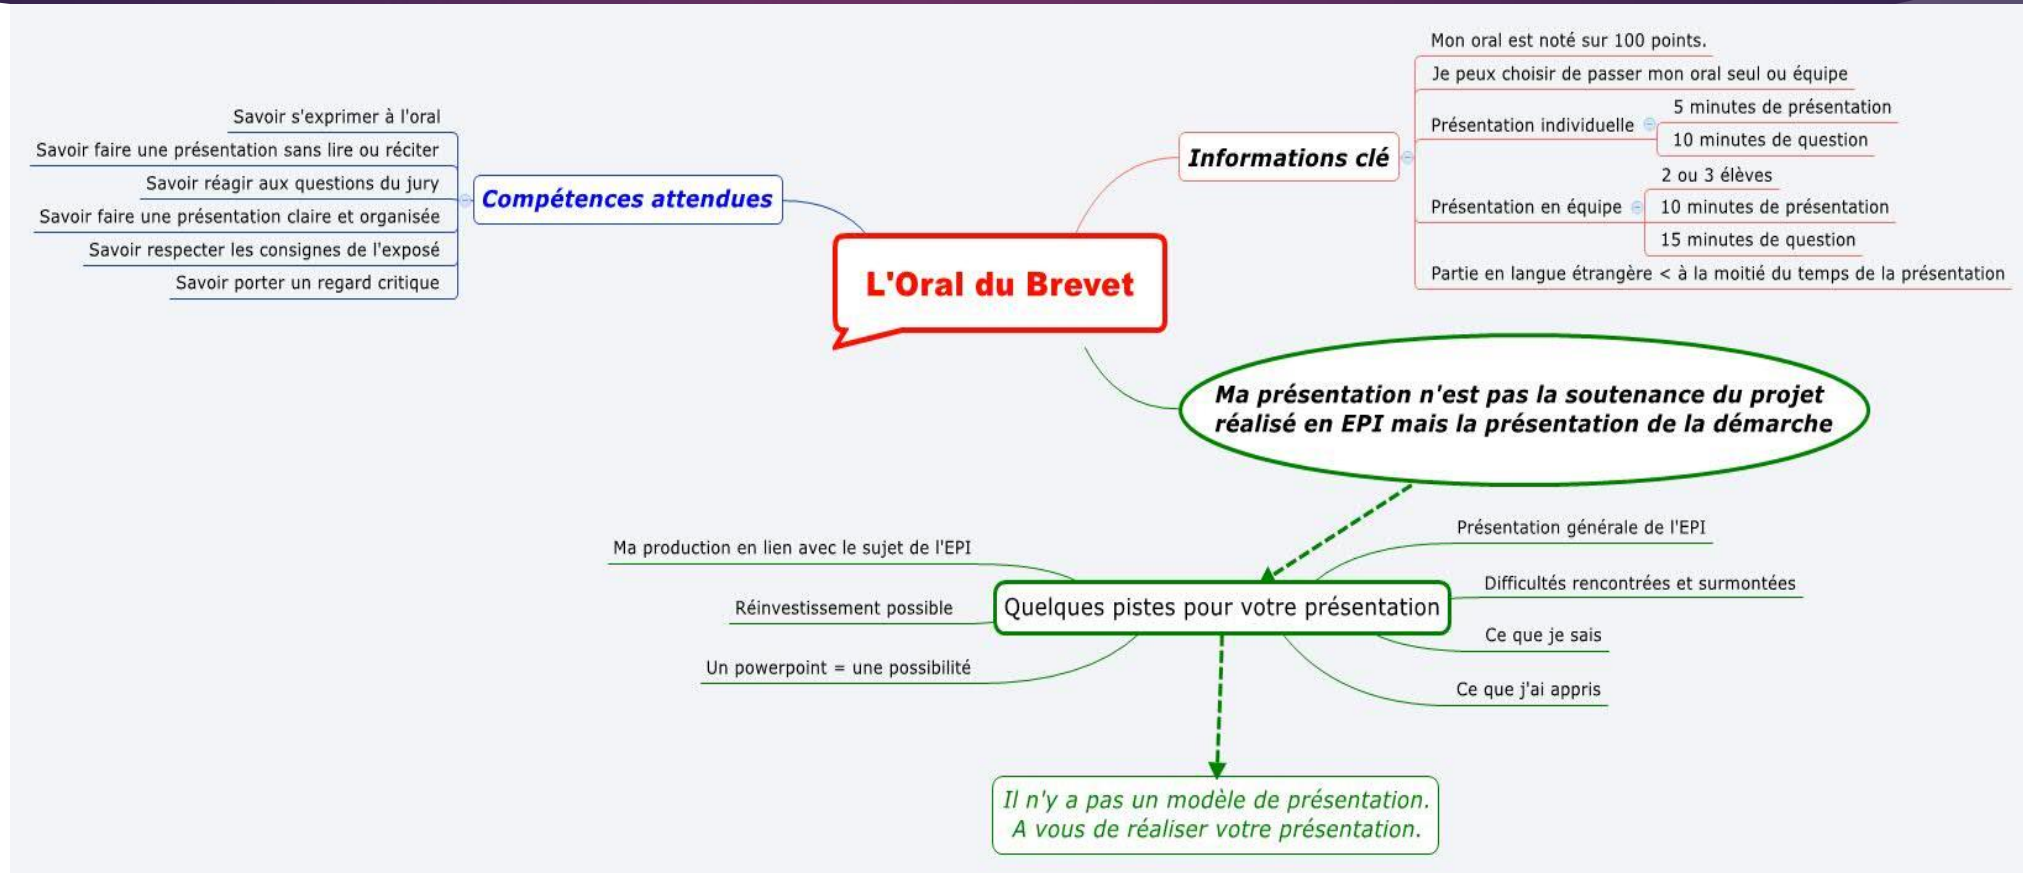 L'Oral du Brevet
Compétences attendues
Savoir s'exprimer à l'oral
Savoir faire une présentation sans lire ou réciter
Savoir réagir aux questions du jury
Savoir faire une présentation claire et organisée
Savoir respecter les consignes de l'exposé
Savoir porter un regard critique
Informations clé
Mon oral est noté sur 100 points.
Je peux choisir de passer mon oral seul ou équipe
Présentation individuelle
5 minutes de présentation
10 minutes de question
Présentation en équipe
2 ou 3 élèves
10 minutes de présentation
15 minutes de question
Partie en langue étrangère < à la moitié du temps de la présentation
Ma présentation n'est pas la soutenance du projet
réalisé en EPI mais la présentation de la démarche
Quelques pistes pour votre présentation
Ma production en lien avec le sujet de l'EPI
Réinvestissement possible
Un powerpoint = une possibilité
Présentation générale de l'EPI
Difficultés rencontrées et surmontées
Ce que je sais
Ce que j'ai appris
Il n'y a pas un modèle de présentation.
A vous de réaliser votre présentation.